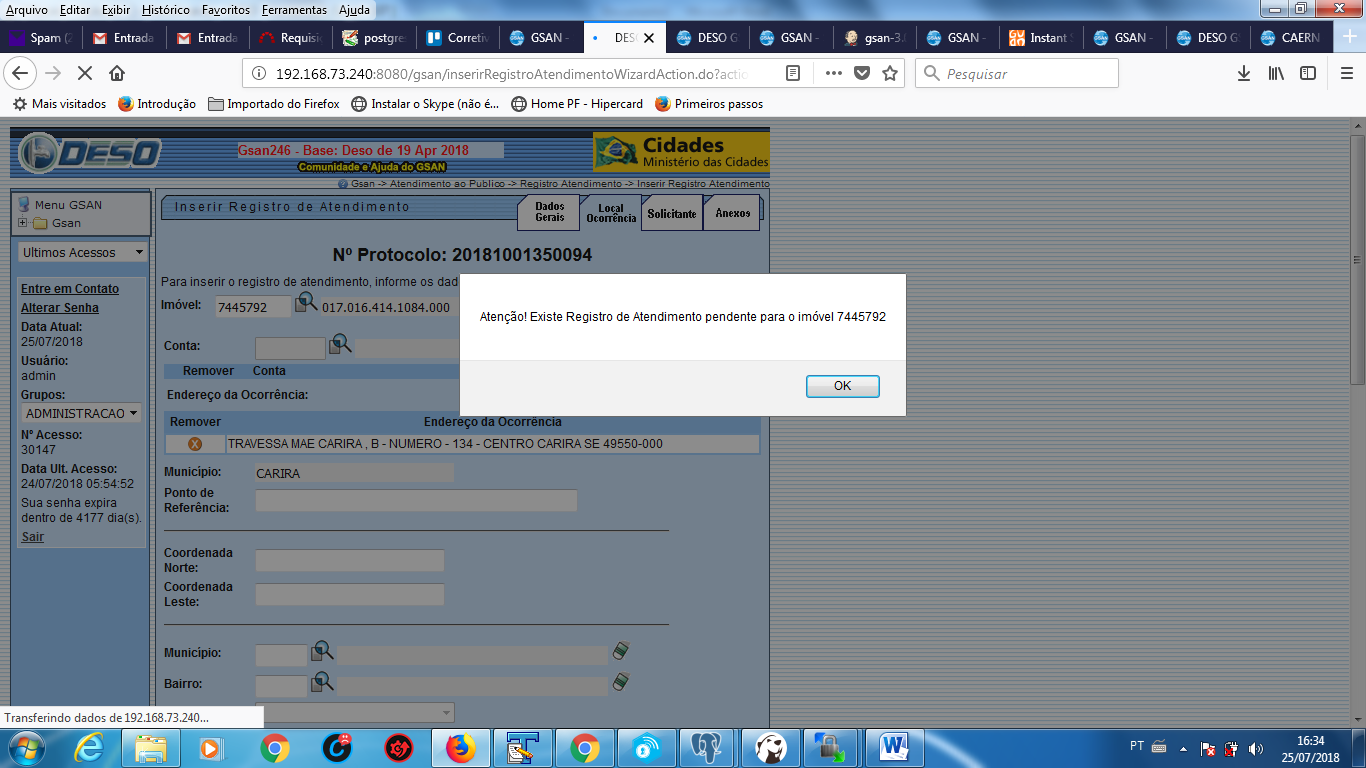 Arquivo Editar Exibir Histórico Favoritos Ferramentas Ajuda
Spam (2 Entrada Entrada Requisi postgre Corretiv GSAN - DESO DESO G GSAN - gsan-3. GSAN - Instant S GSAN - DESO GS CAERN
192.168.73.240:8080/gsan/inserirRegistroAtendimentoWizardAction.do?actio Pesquisar
Mais visitados Introdução Importado do Firefox Instalar o Skype (não é... Home PF - Hipercard Primeiros passos
DESO
Gsan246 - Base: Deso de 19 Apr 2018
Comunidade e Ajuda do GSAN
Cidades
Ministério das Cidades
Gsan -> Atendimento ao Publico -> Registro Atendimento -> Inserir Registro Atendimento
Menu GSAN
Gsan
Ultimos Acessos
Entre em Contato
Alterar Senha
Data Atual:
25/07/2018
Usuário:
admin
Grupos:
ADMINISTRACAO
Nº Acesso:
30147
Data Ult. Acesso:
24/07/2018 05:54:52
Sua senha expira
dentro de 4177 dia(s).
Sair
Inserir Registro de Atendimento
Dados Gerais
Local Ocorrência
Solicitante
Anexos
Nº Protocolo: 20181001350094
Para inserir o registro de atendimento, informe os dad
Imóvel: 7445792 017.016.414.1084.000
Atenção! Existe Registro de Atendimento pendente para o imóvel 7445792
OK
Conta:
Remover Conta
Endereço da Ocorrência:
Remover Endereço da Ocorrência
TRAVESSA MAE CARIRA , B - NUMERO - 134 - CENTRO CARIRA SE 49550-000
Município: CARIRA
Ponto de
Referência:
Coordenada
Norte:
Coordenada
Leste:
Município:
Bairro:
Transferindo dados de 192.168.73.240...
PT
16:34
25/07/2018